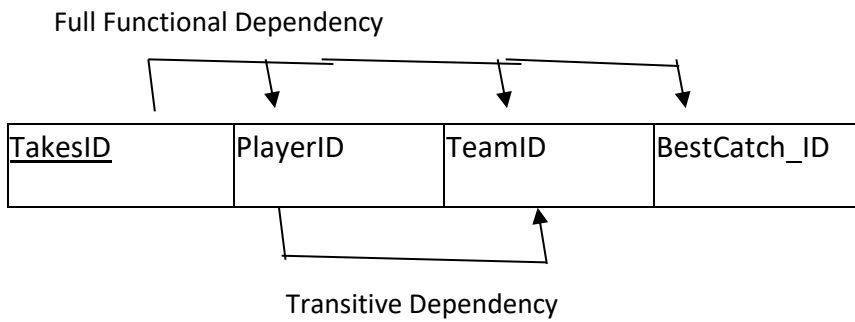 Full Functional Dependency
TakesID PlayerID TeamID BestCatch_ID
Transitive Dependency